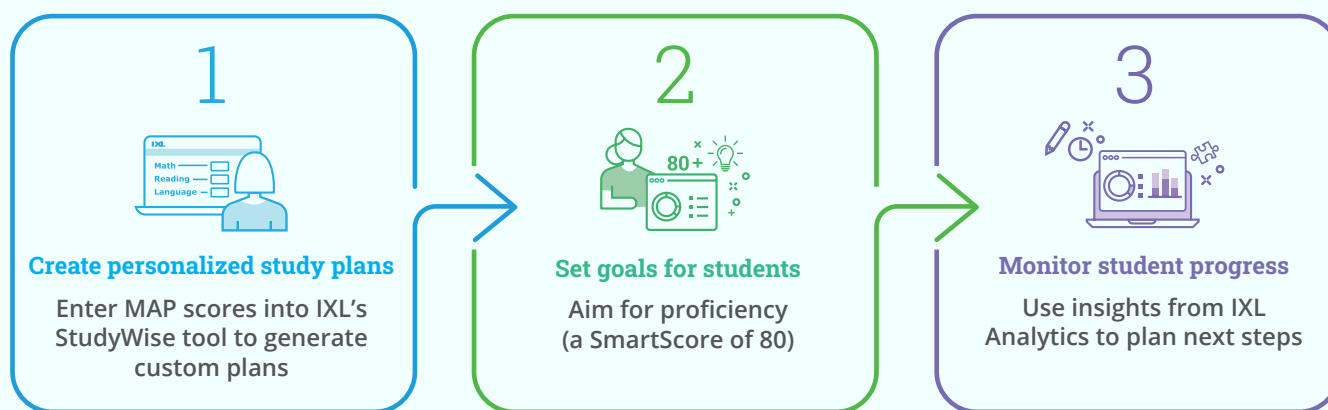 1
IXL
Math
Reading
Language
Create personalized study plans
Enter MAP scores into IXL's
StudyWise tool to generate
custom plans
2
80+
Set goals for students
Aim for proficiency
(a SmartScore of 80)
3
Monitor student progress
Use insights from IXL
Analytics to plan next steps